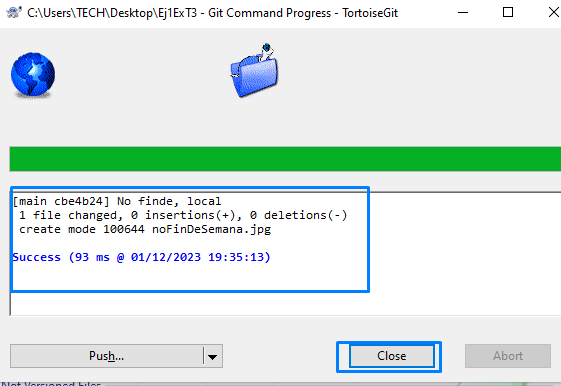 C:\Users\TECH\Desktop\Ej1ExT3 - Git Command Progress - TortoiseGit
[main cbe4b24] No finde, local
1 file changed, 0 insertions(+), 0 deletions(-)
create mode 100644 noFinDeSemana.jpg
Success (93 ms @ 01/12/2023 19:35:13)
Push...
Close
Abort
Not Versioned Files